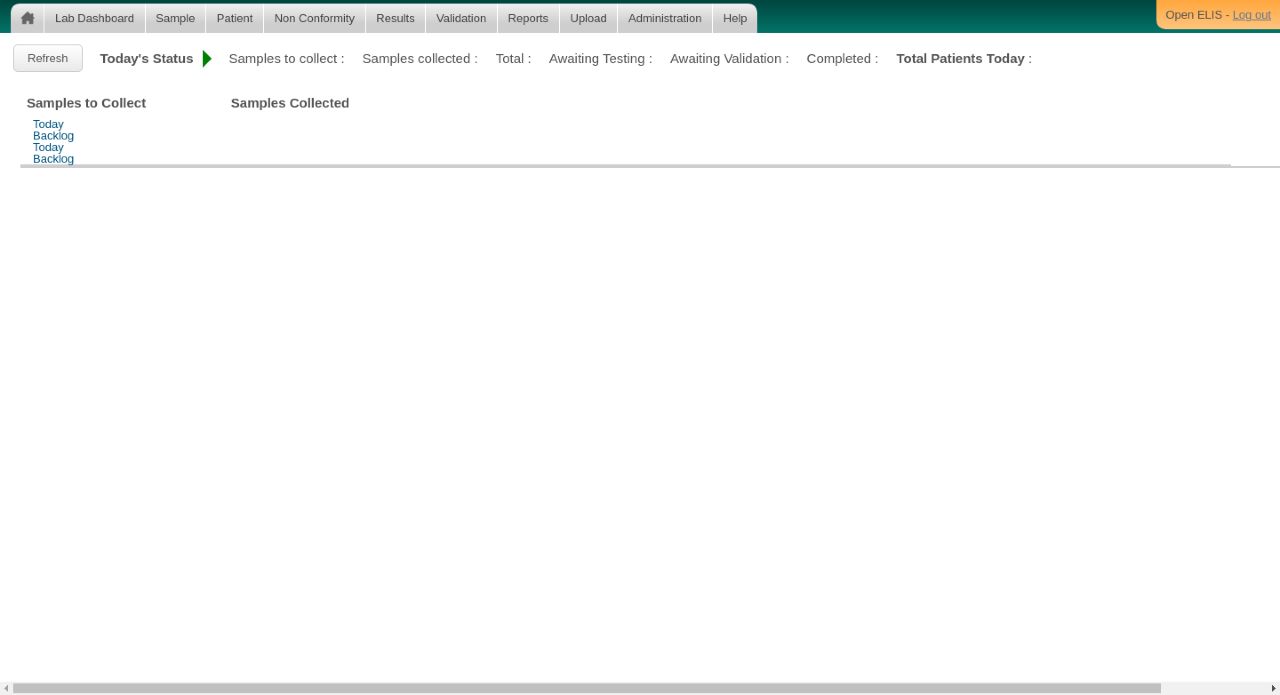 Lab Dashboard Sample Patient Non Conformity Results Validation Reports Upload Administration Help Open ELIS - Log out
Refresh Today's Status Samples to collect : Samples collected : Total : Awaiting Testing : Awaiting Validation : Completed : Total Patients Today :
Samples to Collect Samples Collected
Today
Backlog
Today
Backlog